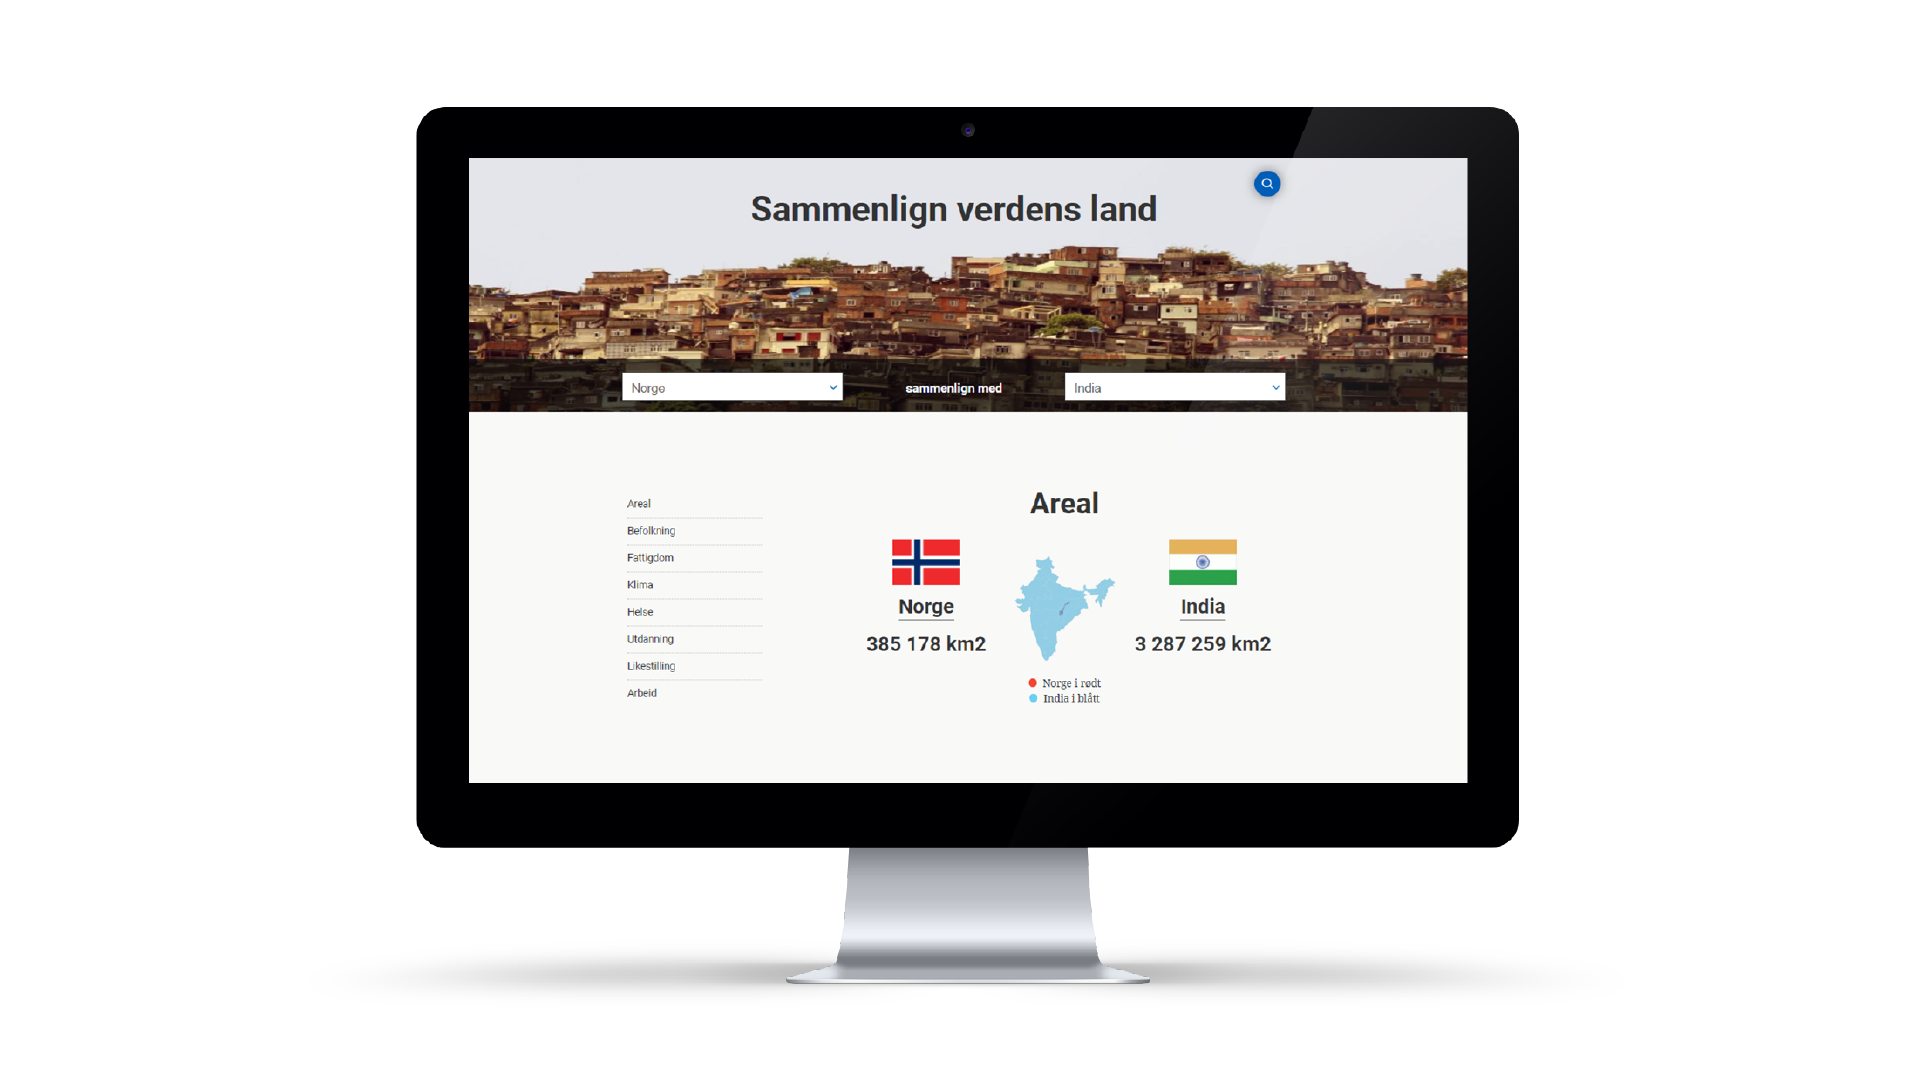 Sammenlign verdens land
Norge
sammenlign med
India
Areal
Befolkning
Fattigdom
Klima
Helse
Utdanning
Likestilling
Arbeid
Areal
Norge
385 178 km2
India
3 287 259 km2
Norge i rødt
India i blått